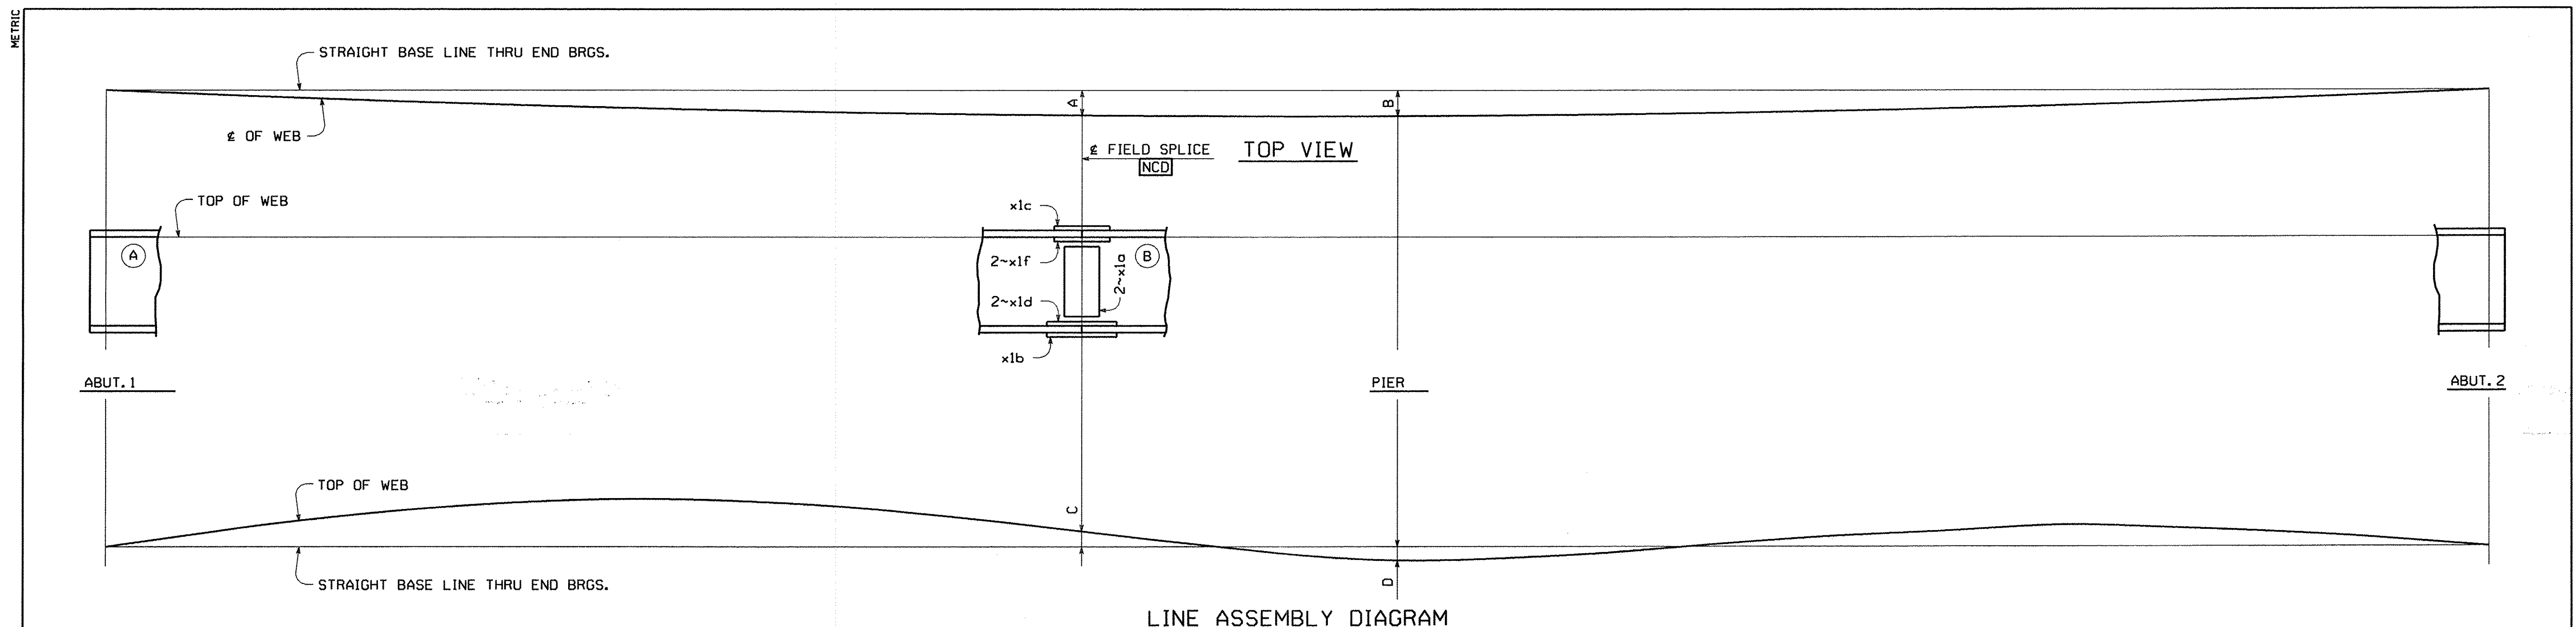 METRIC
STRAIGHT BASE LINE THRU END BRGS.
A
B
℄ OF WEB
℄ FIELD SPLICE
NCD
TOP VIEW
TOP OF WEB
x1c
A
2~x1f
2~x1a
B
2~x1d
x1b
ABUT. 1
PIER
ABUT. 2
TOP OF WEB
C
STRAIGHT BASE LINE THRU END BRGS.
D
LINE ASSEMBLY DIAGRAM